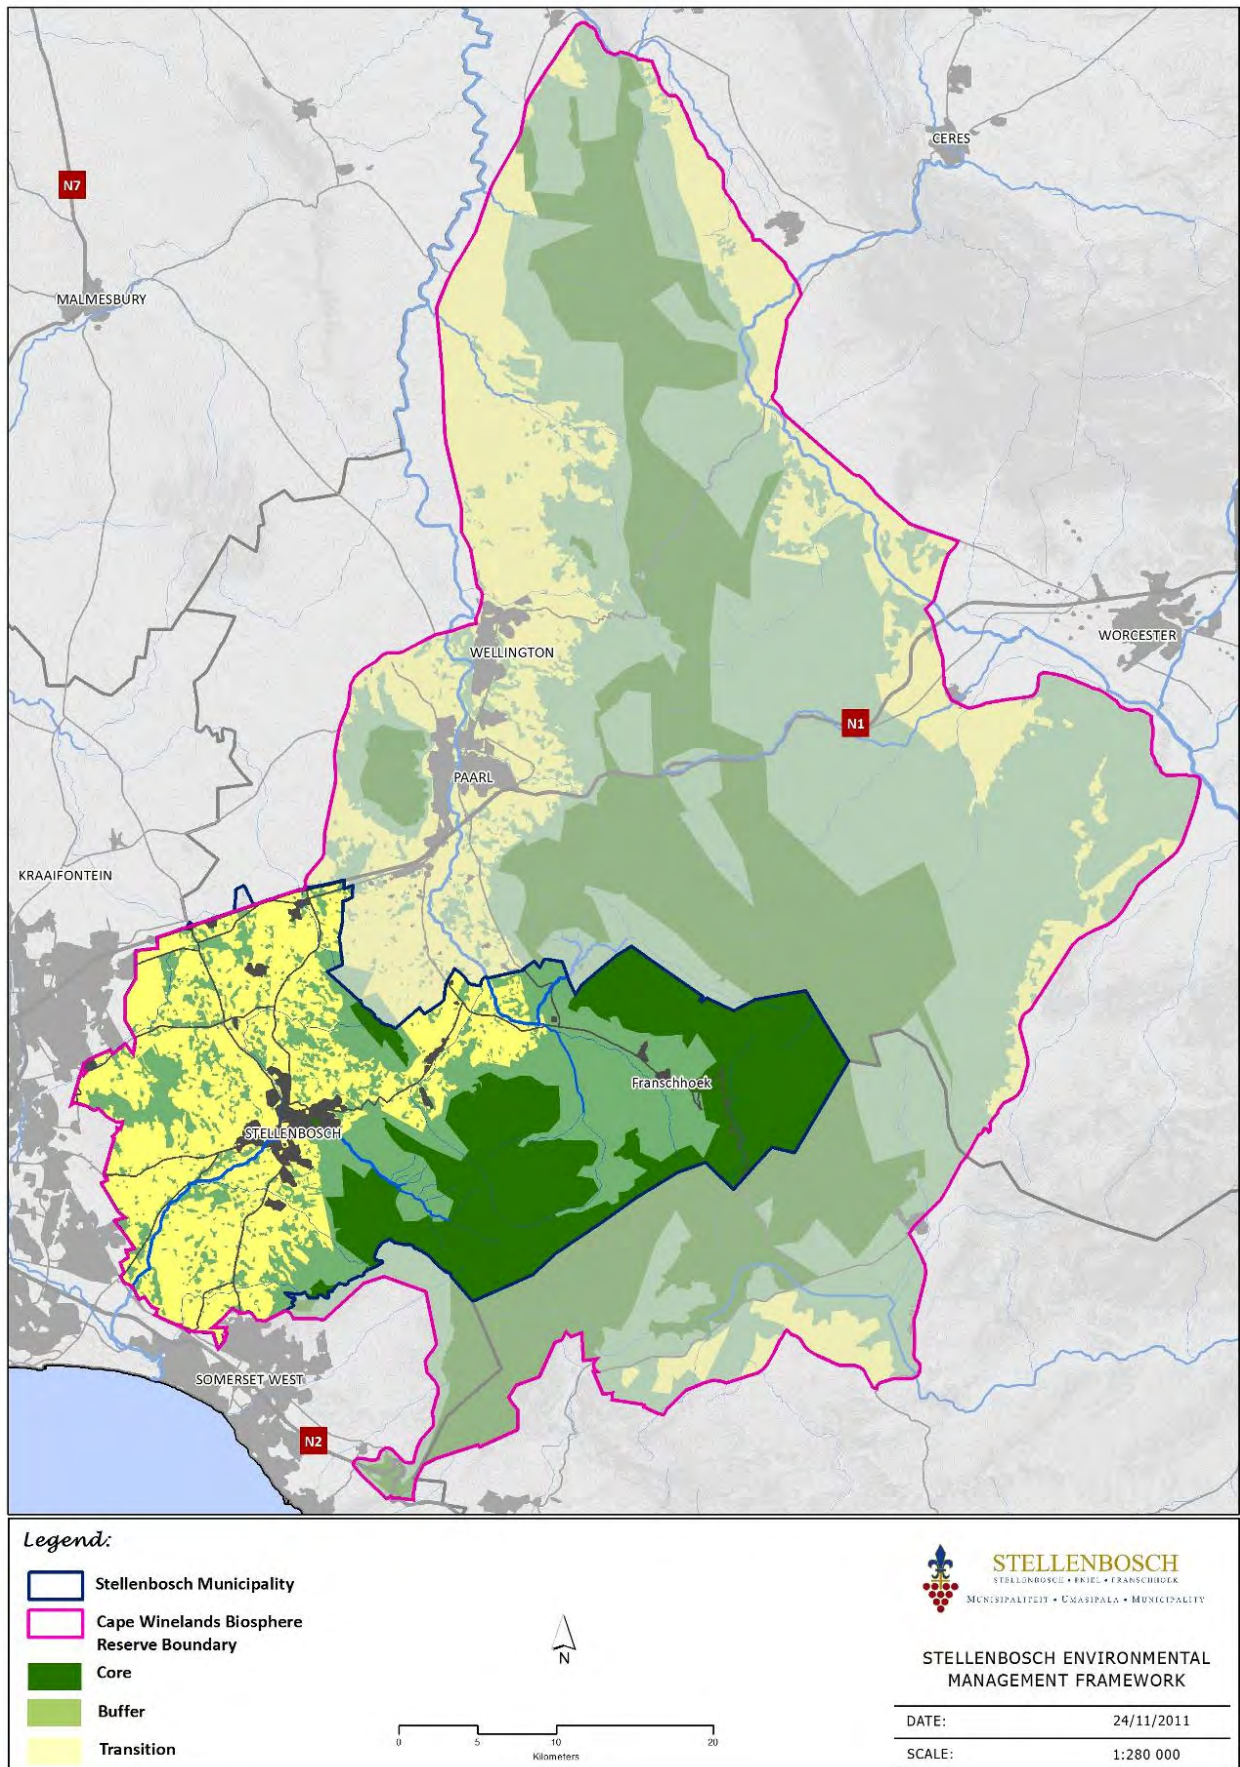 CERES
N7
MALMESBURY
WORCESTER
WELLINGTON
N1
PAARL
KRAAIFONTEIN
Franschhoek
STELLENBOSCH
SOMERSET WEST
N2
Legend:
Stellenbosch Municipality
Cape Winelands Biosphere
Reserve Boundary
Core
Buffer
Transition
N
0 5 10 20
Kilometers
STELLENBOSCH
STELLENBOSCH • PNIEL • FRANSCHHOEK
MUNISIPALITEIT • UMASIPALA • MUNICIPALITY
STELLENBOSCH ENVIRONMENTAL
MANAGEMENT FRAMEWORK
DATE: 24/11/2011
SCALE: 1:280 000